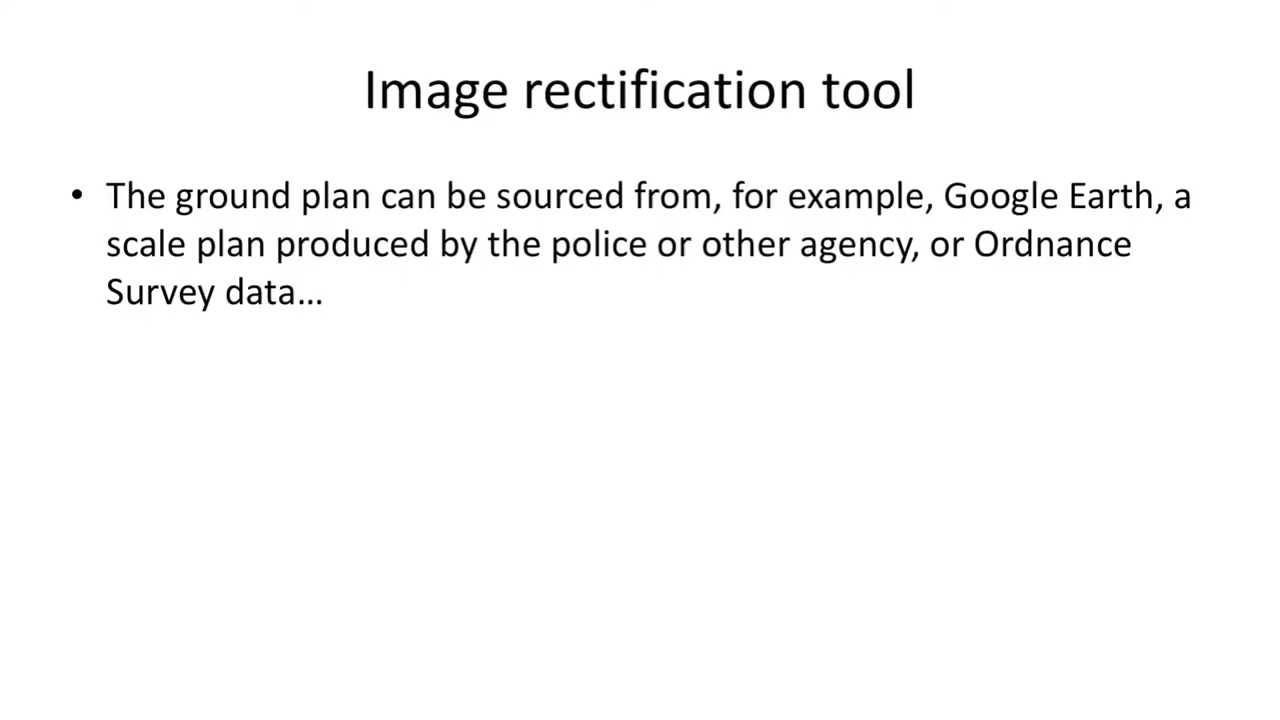 Image rectification tool
• The ground plan can be sourced from, for example, Google Earth, a
scale plan produced by the police or other agency, or Ordnance
Survey data…